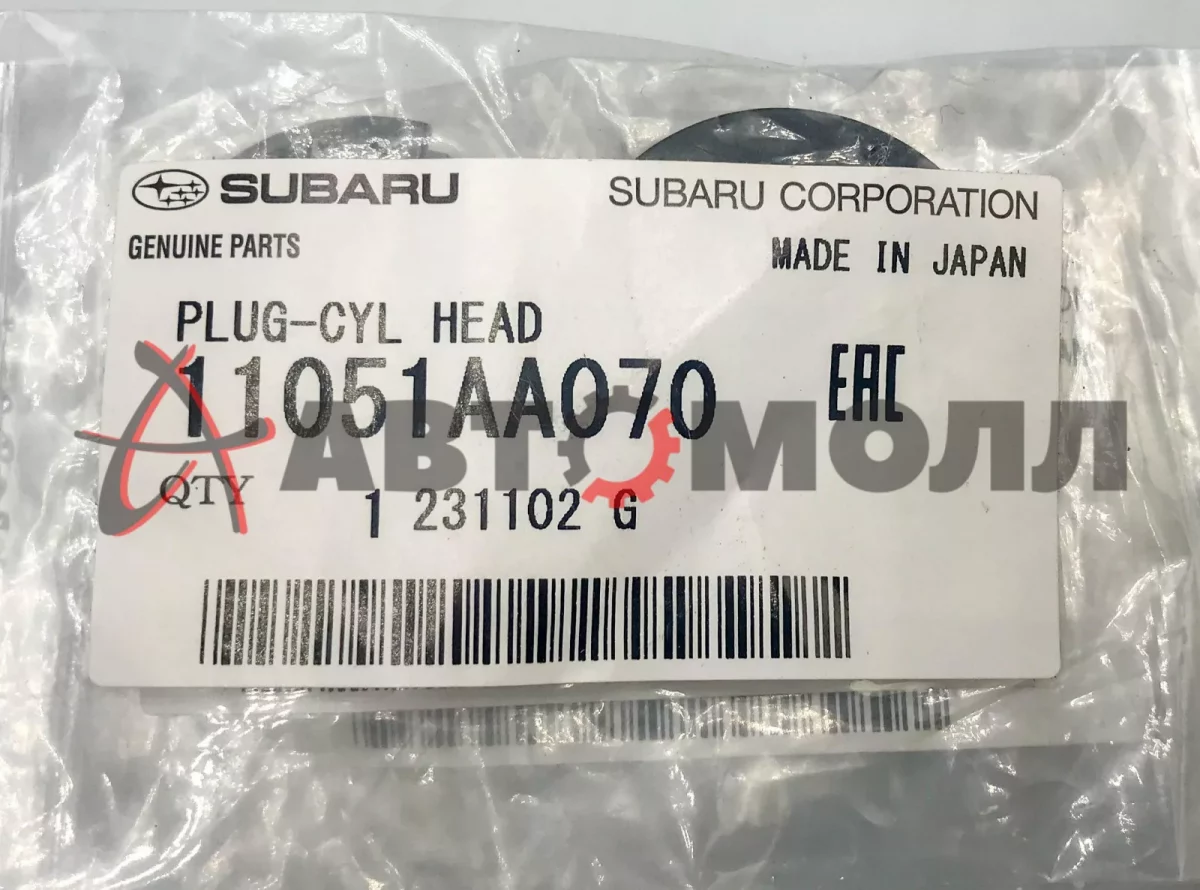 SUBARU SUBARU CORPORATION
GENUINE PARTS MADE IN JAPAN
PLUG-CYL HEAD
11051AA070 EAC
АВТОМОЛЛ
QTY 1 231102 G